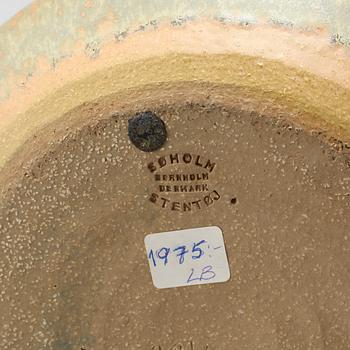 SØHOLM
BORNHOLM
DENMARK
STENTØJ
1975:-
LB